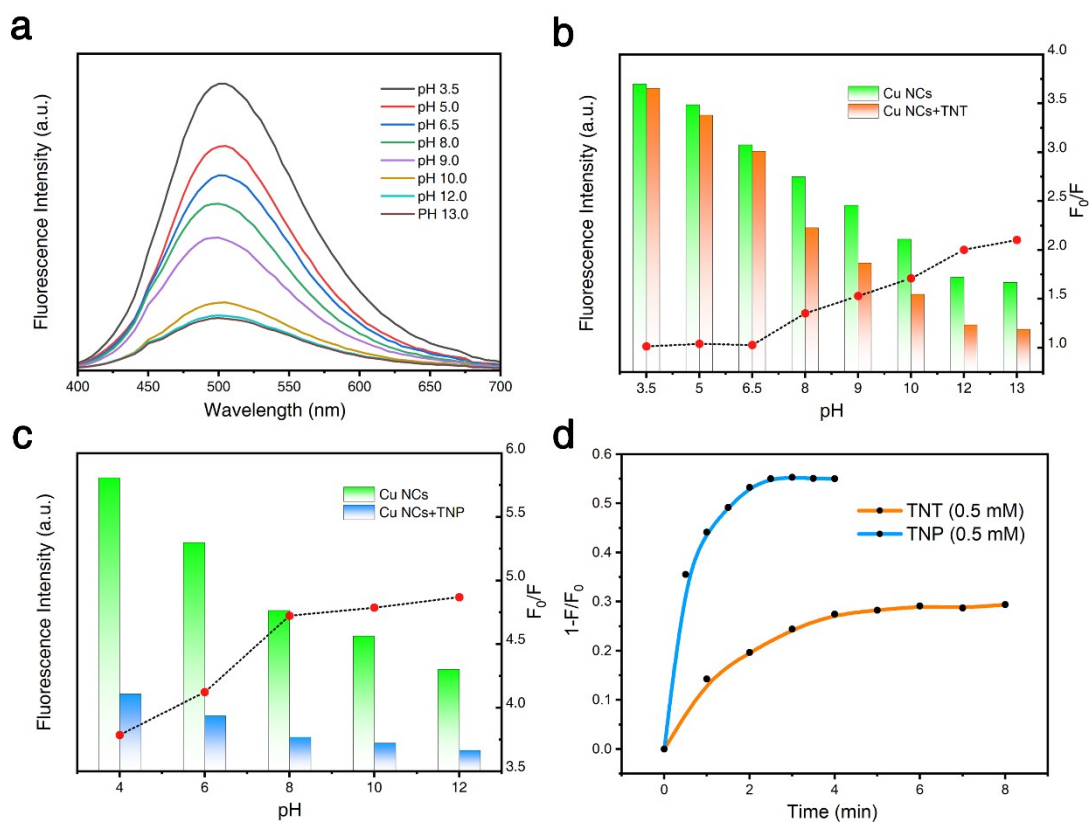 a
Fluorescence Intensity (a.u.)
pH 3.5
pH 5.0
pH 6.5
pH 8.0
pH 9.0
pH 10.0
pH 12.0
PH 13.0
400
450
500
550
600
650
700
Wavelength (nm)
b
Fluorescence Intensity (a.u.)
Cu NCs
Cu NCs+TNT
4.0
3.5
3.0
2.5
2.0
1.5
1.0
F₀/F
3.5
5
6.5
8
9
10
12
13
pH
c
Fluorescence Intensity (a.u.)
Cu NCs
Cu NCs+TNP
6.0
5.5
5.0
4.5
4.0
3.5
F₀/F
4
6
8
10
12
pH
d
1-F/F₀
0.6
0.5
0.4
0.3
0.2
0.1
0.0
TNT (0.5 mM)
TNP (0.5 mM)
0
2
4
6
8
Time (min)